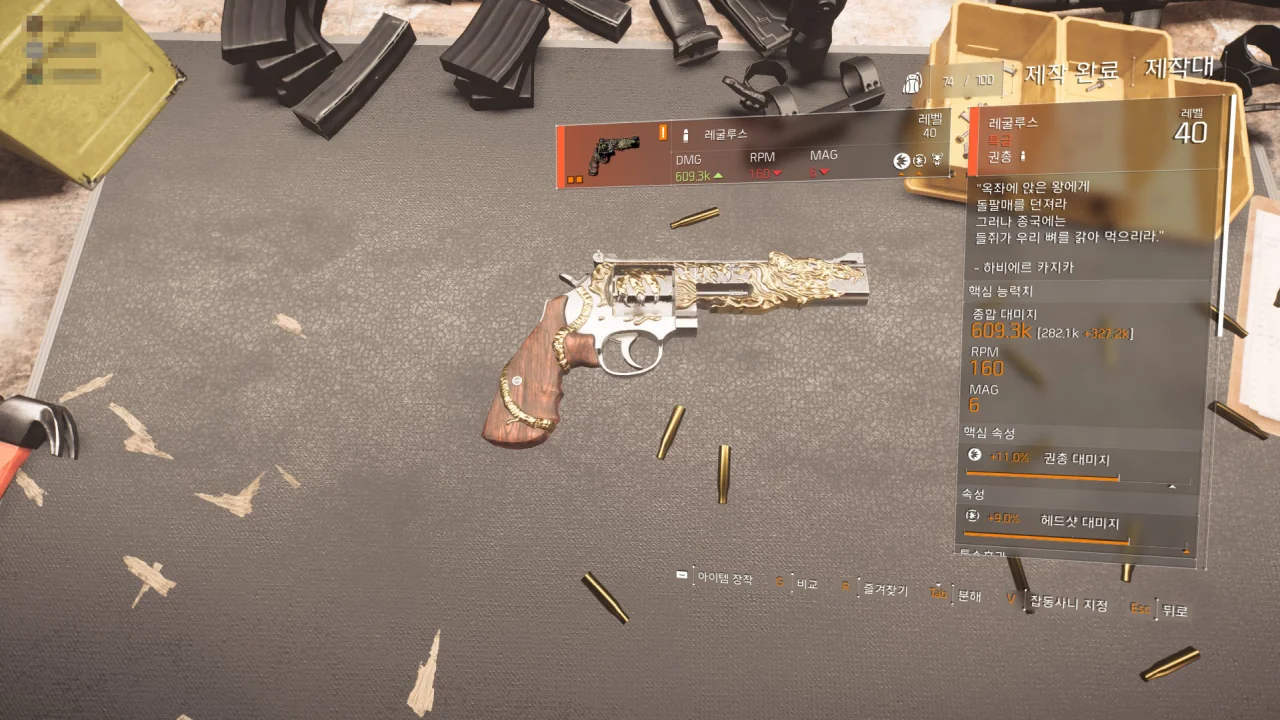 74 / 100
제작 완료 제작대
레굴루스
레벨
40
DMG
RPM
MAG
609.3k
160
6
레굴루스
특급
권총
레벨
40
"옥좌에 앉은 왕에게
돌팔매를 던져라
그러나 종국에는
들쥐가 우리 뼈를 갉아 먹으리라."
- 하비에르 카지카
핵심 능력치
종합 대미지
609.3k [282.1k +327.2k]
RPM
160
MAG
6
핵심 속성
+11.0% 권총 대미지
속성
+9.0% 헤드샷 대미지
아이템 장착 비교 즐겨찾기 Tab 분해 V 잡동사니 지정 Esc 뒤로